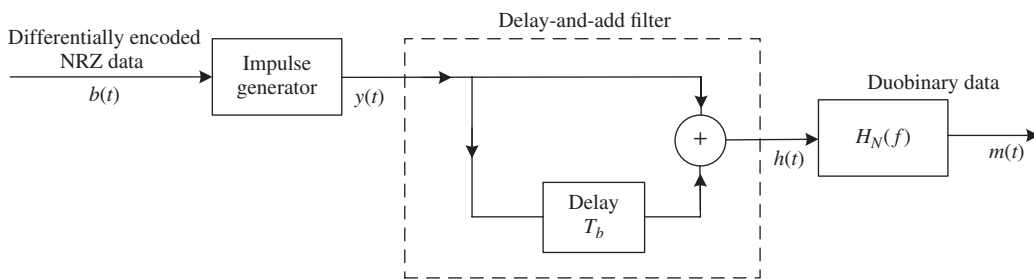 Delay-and-add filter
Differentially encoded
NRZ data
b(t)
Impulse
generator
y(t)
+
Delay
T_b
h(t)
Duobinary data
H_N(f)
m(t)